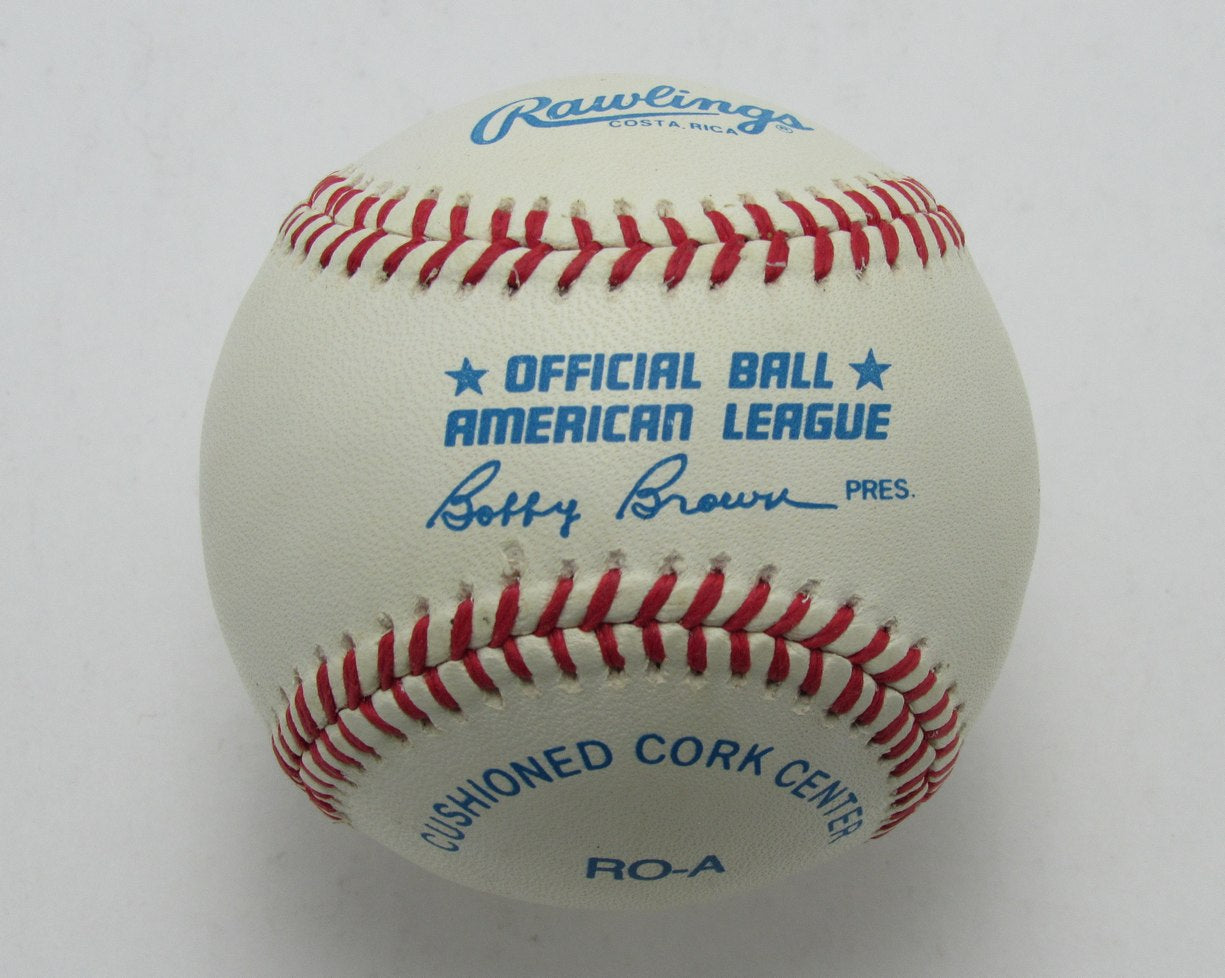 Rawlings®
COSTA RICA
★ OFFICIAL BALL ★
AMERICAN LEAGUE
Bobby Brown PRES.
CUSHIONED CORK CENTER
RO-A